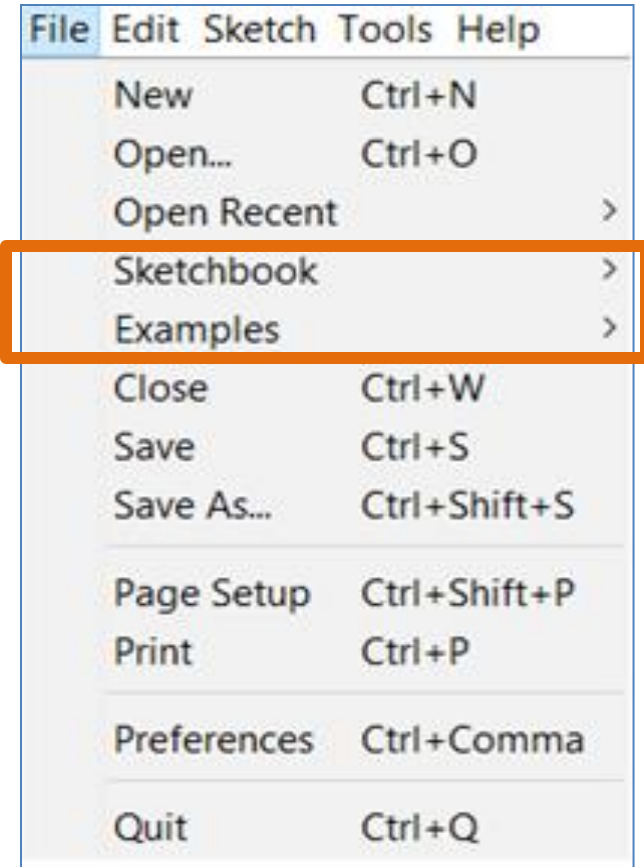 File Edit Sketch Tools Help
New Ctrl+N
Open... Ctrl+O
Open Recent >
Sketchbook >
Examples >
Close Ctrl+W
Save Ctrl+S
Save As... Ctrl+Shift+S
Page Setup Ctrl+Shift+P
Print Ctrl+P
Preferences Ctrl+Comma
Quit Ctrl+Q